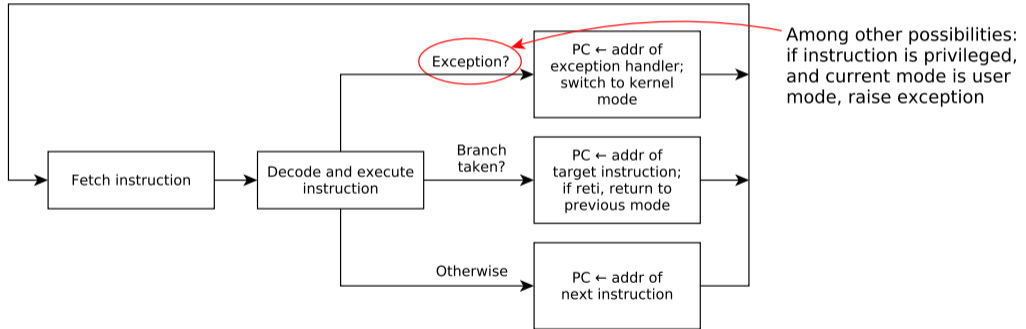 Among other possibilities:
if instruction is privileged,
and current mode is user
mode, raise exception
Exception?
PC ← addr of
exception handler;
switch to kernel
mode
Fetch instruction
Decode and execute
instruction
Branch
taken?
PC ← addr of
target instruction;
if reti, return to
previous mode
Otherwise
PC ← addr of
next instruction